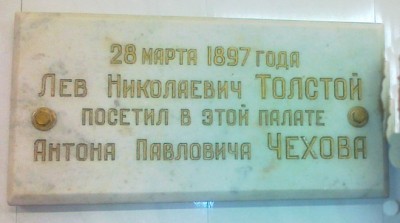 28 МАРТА 1897 ГОДА
ЛЕВ НИКОЛАЕВИЧ ТОЛСТОЙ
ПОСЕТИЛ В ЭТОЙ ПАЛАТЕ
АНТОНА ПАВЛОВИЧА ЧЕХОВА